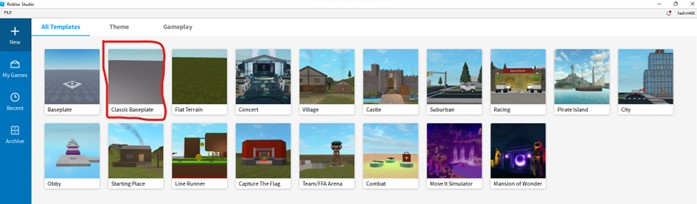 Roblox Studio
FILE
All Templates Theme Gameplay
New
My Games
Recent
Archive
Baseplate Classic Baseplate Flat Terrain Concert Village Castle Suburban Racing Pirate Island City
Obby Starting Place Line Runner Capture The Flag Team/FFA Arena Combat Move It Simulator Mansion of Wonder